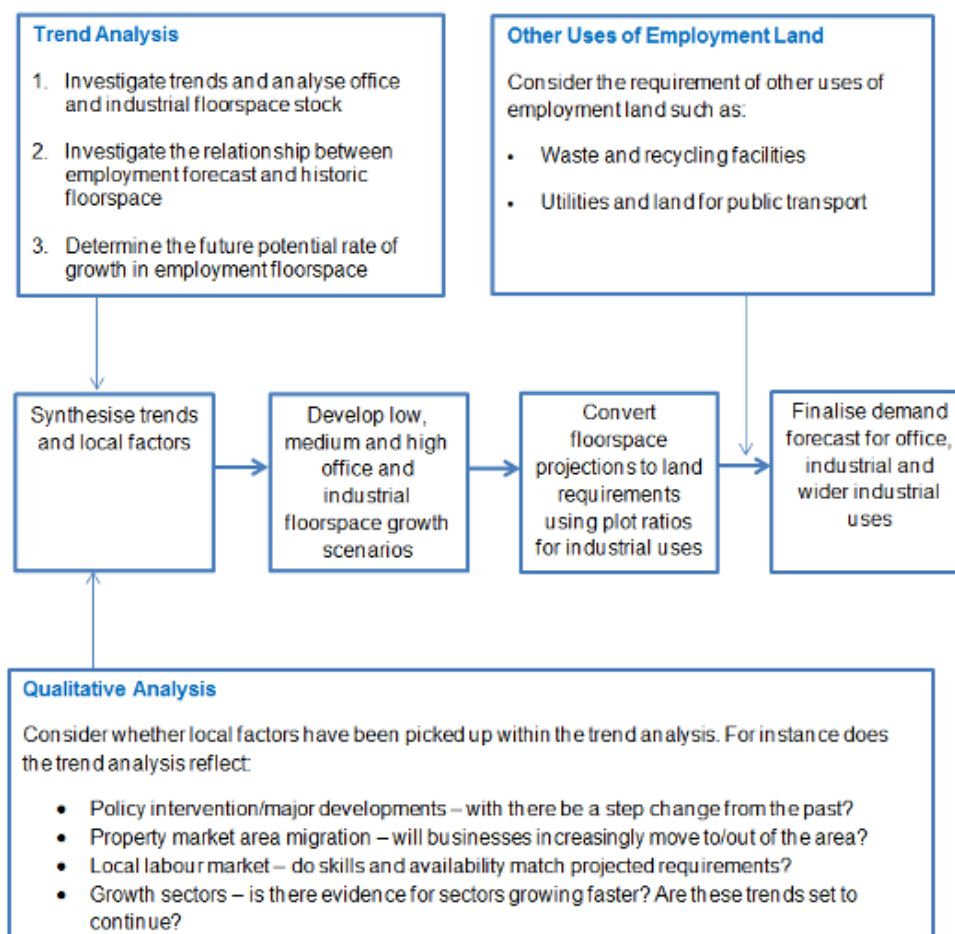 Trend Analysis
1. Investigate trends and analyse office
and industrial floorspace stock
2. Investigate the relationship between
employment forecast and historic
floorspace
3. Determine the future potential rate of
growth in employment floorspace
Other Uses of Employment Land
Consider the requirement of other uses of
employment land such as:
• Waste and recycling facilities
• Utilities and land for public transport
Synthesise trends
and local factors
Develop low,
medium and high
office and
industrial
floorspace growth
scenarios
Convert
floorspace
projections to land
requirements
using plot ratios
for industrial uses
Finalise demand
forecast for office,
industrial and
wider industrial
uses
Qualitative Analysis
Consider whether local factors have been picked up within the trend analysis. For instance does
the trend analysis reflect:
• Policy intervention/major developments – with there be a step change from the past?
• Property market area migration – will businesses increasingly move to/out of the area?
• Local labour market – do skills and availability match projected requirements?
• Growth sectors – is there evidence for sectors growing faster? Are these trends set to
continue?